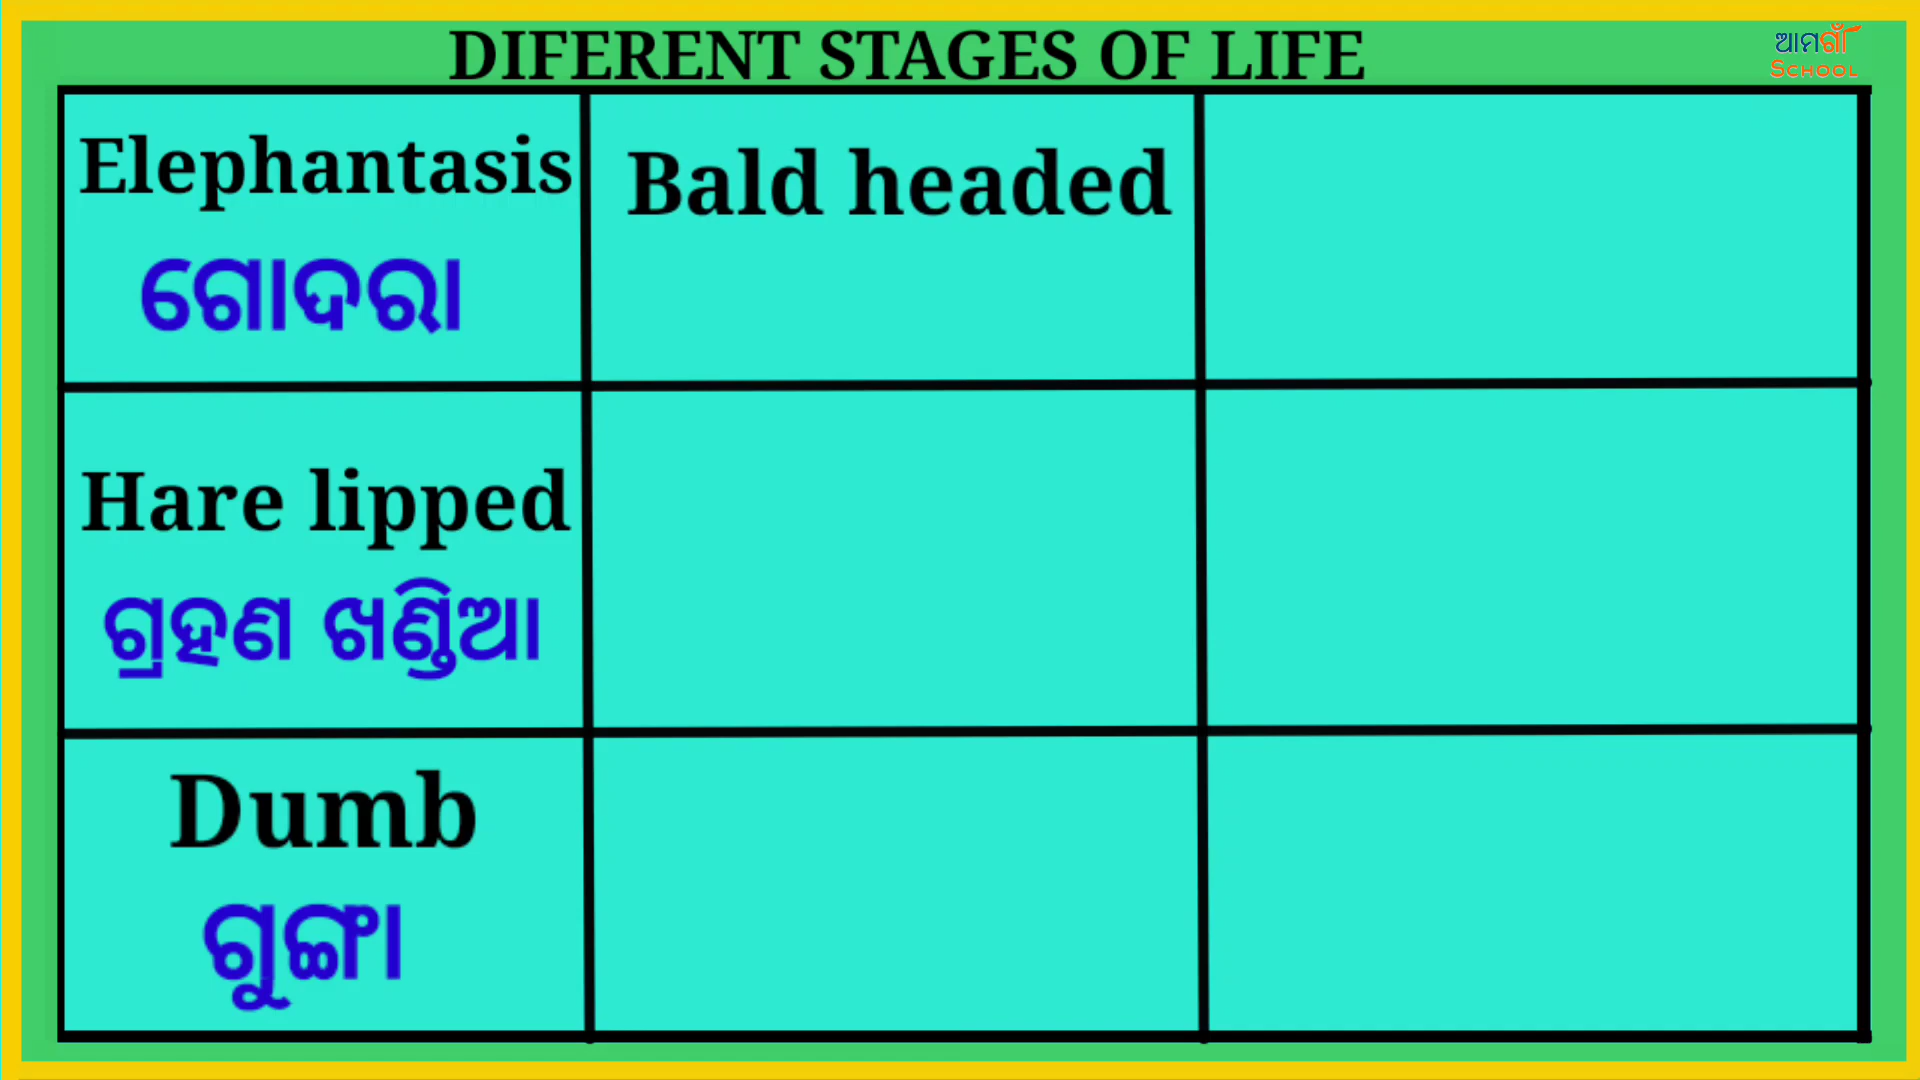 DIFERENT STAGES OF LIFE
ଆମଗାଁ
SCHOOL
Elephantasis
ଗୋଦରା
Bald headed
Hare lipped
ଗ୍ରହଣ ଖଣ୍ଡିଆ
Dumb
ଗୁଙ୍ଗା